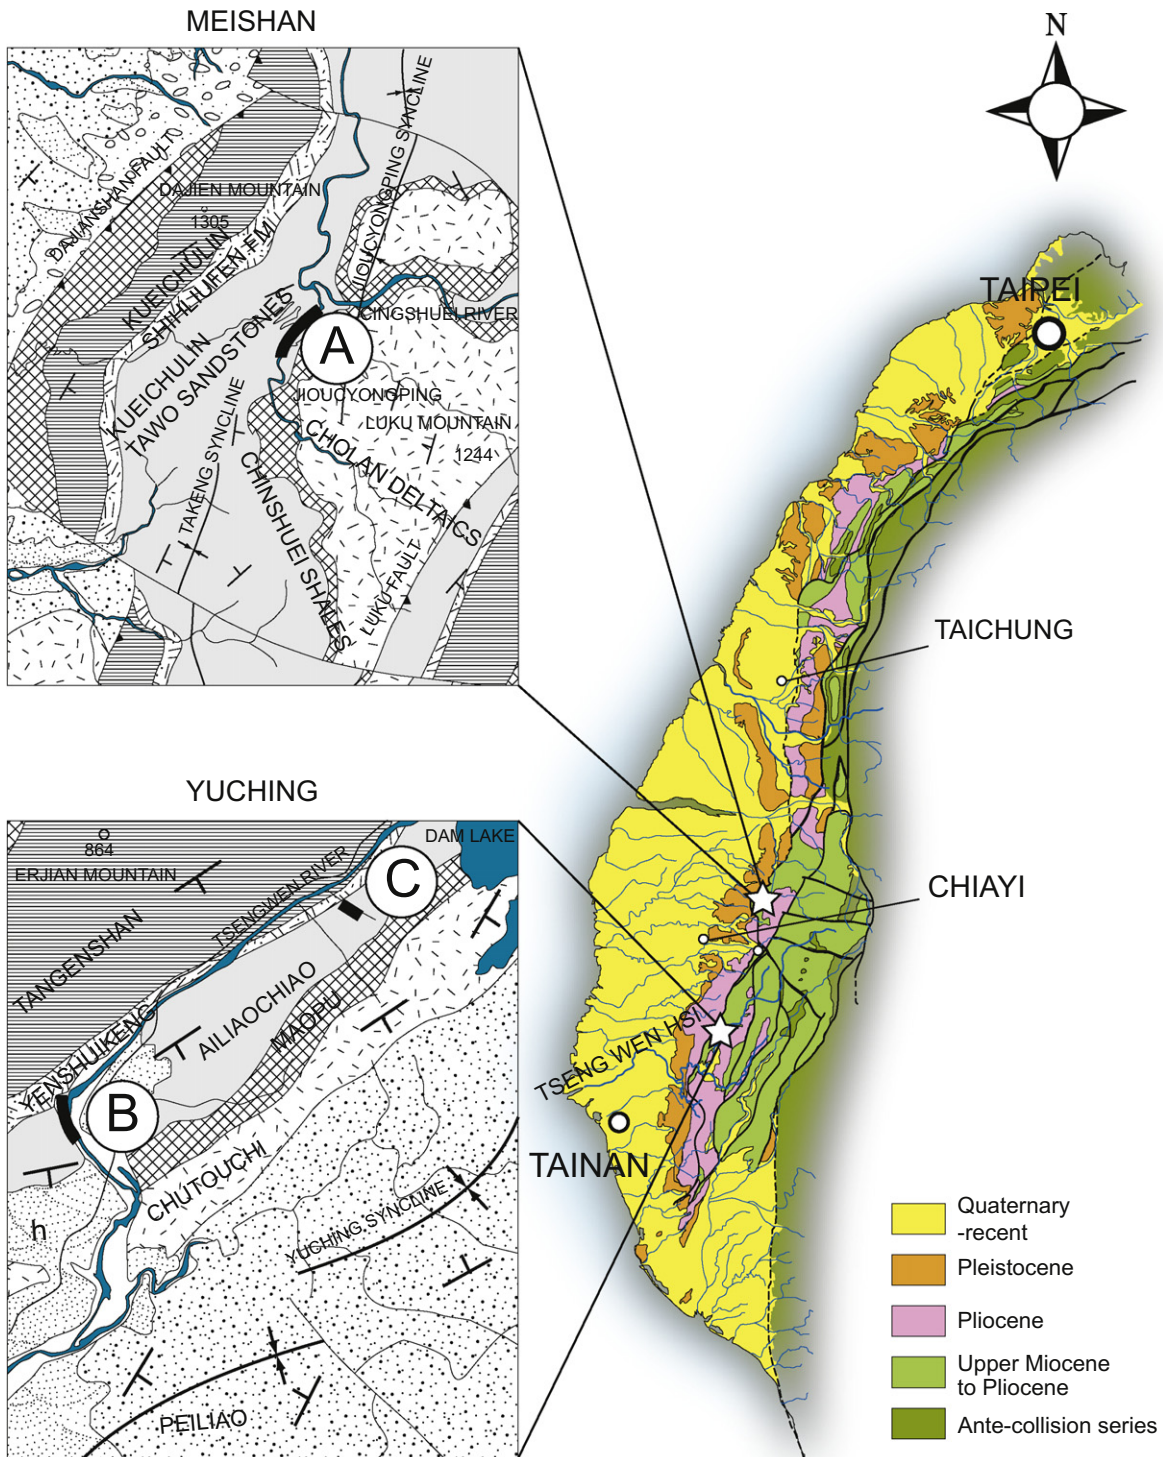 MEISHAN
N
JIOUCYONGPING SYNCLINE
DAJIANSHAN FAULT
DAJIEN MOUNTAIN
1305
KUEICHULIN
SHIHLIUFEN FM
KUEICHULIN
TAWO SANDSTONES
CINGSHUEI RIVER
A
JIOUCYONGPING
LUKU MOUNTAIN
1244
TAKENG SYNCLINE
CHOLAN DELTAICS
CHINSHUEI SHALES
LUKU FAULT
TAIPEI
TAICHUNG
CHIAYI
TSENG WEN HSI
TAINAN
YUCHING
864
ERJIAN MOUNTAIN
DAM LAKE
TSENGWEN RIVER
C
TANGENSHAN
AILIAOCHIAO
MAOPU
YENSHUIKENG
B
CHUTOUCHI
h
YUCHING SYNCLINE
PEILIAO
Quaternary
-recent
Pleistocene
Pliocene
Upper Miocene
to Pliocene
Ante-collision series